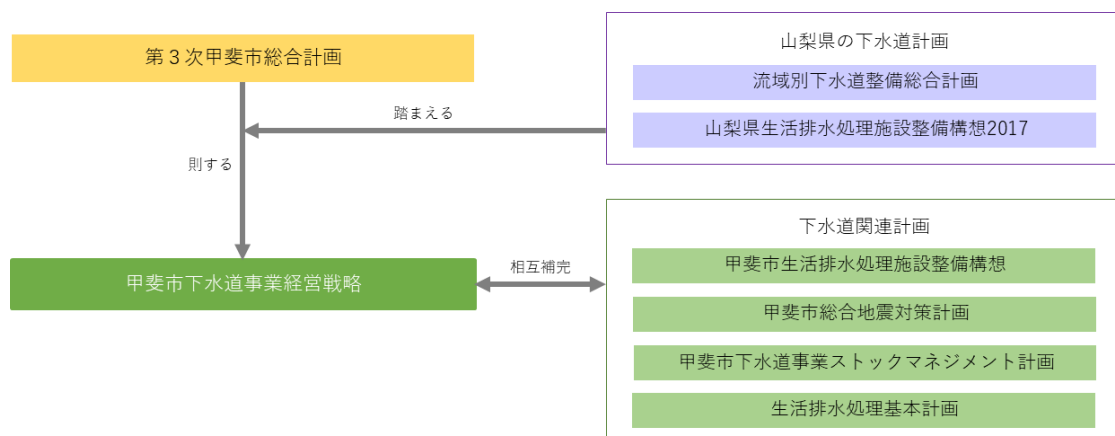 第３次甲斐市総合計画
山梨県の下水道計画
流域別下水道整備総合計画
山梨県生活排水処理施設整備構想2017
踏まえる
則する
甲斐市下水道事業経営戦略
相互補完
下水道関連計画
甲斐市生活排水処理施設整備構想
甲斐市総合地震対策計画
甲斐市下水道事業ストックマネジメント計画
生活排水処理基本計画